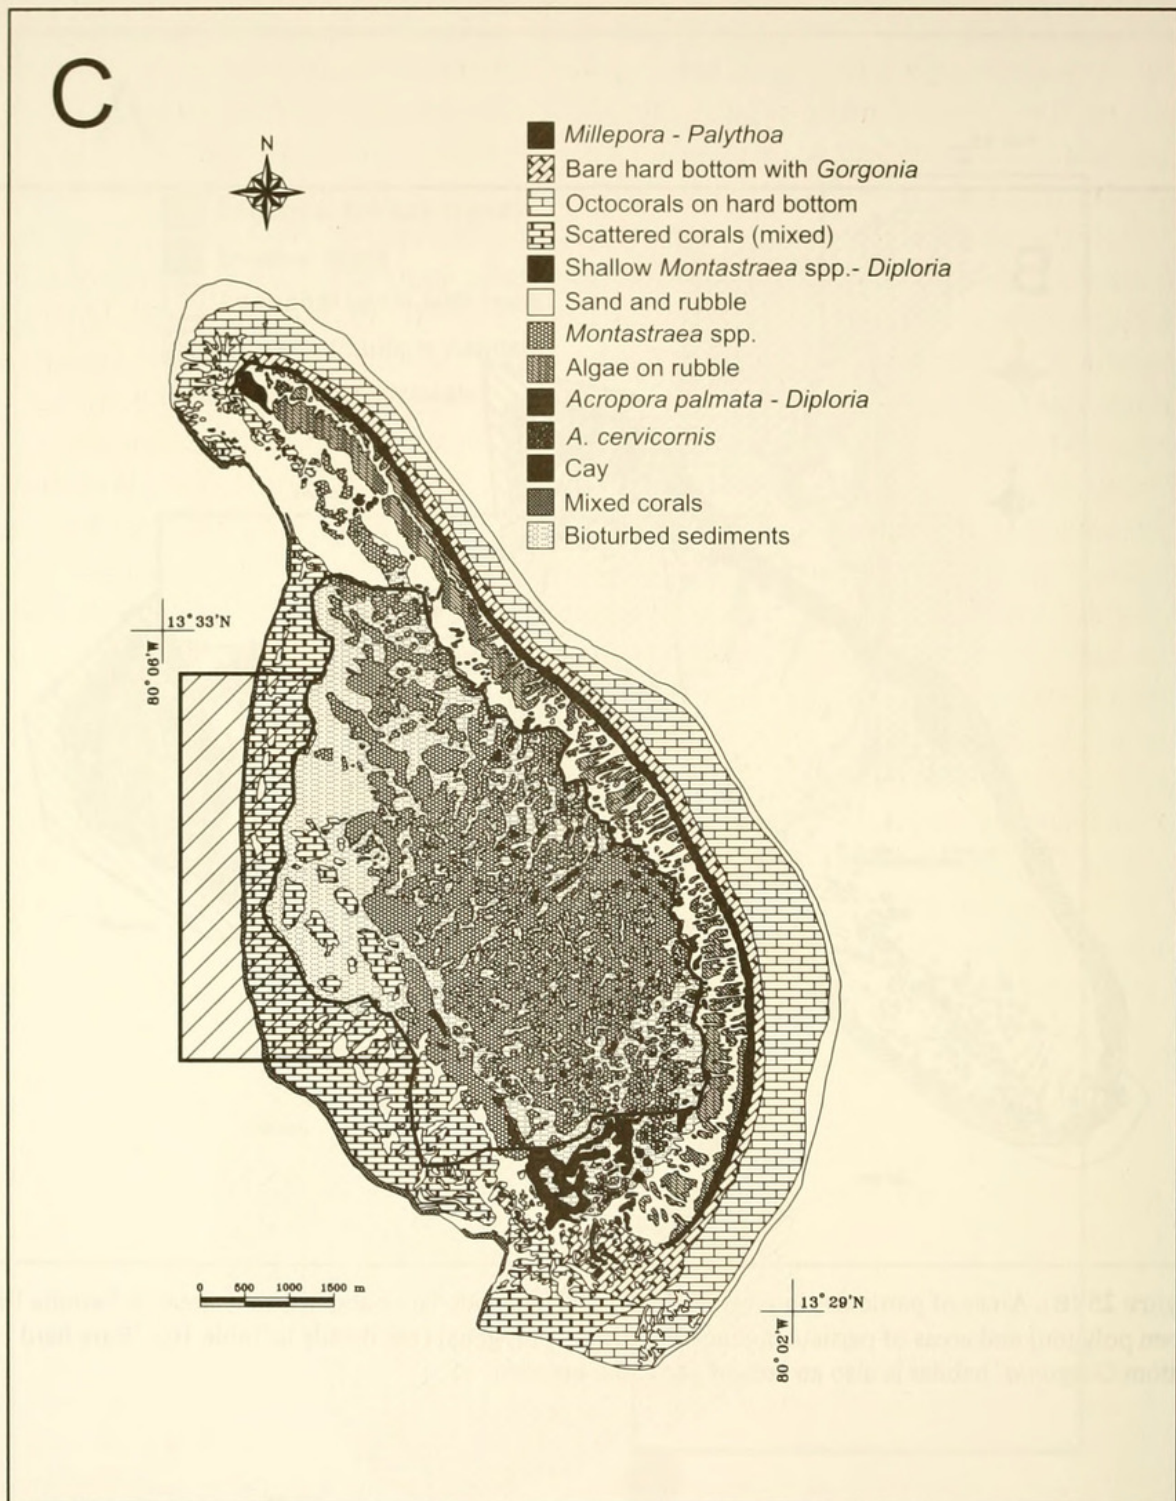 C
N
Millepora - Palythoa
Bare hard bottom with Gorgonia
Octocorals on hard bottom
Scattered corals (mixed)
Shallow Montastraea spp.- Diploria
Sand and rubble
Montastraea spp.
Algae on rubble
Acropora palmata - Diploria
A. cervicornis
Cay
Mixed corals
Bioturbed sediments
13°33'N
80°06'W
0 500 1000 1500 m
13°29'N
80°02'W